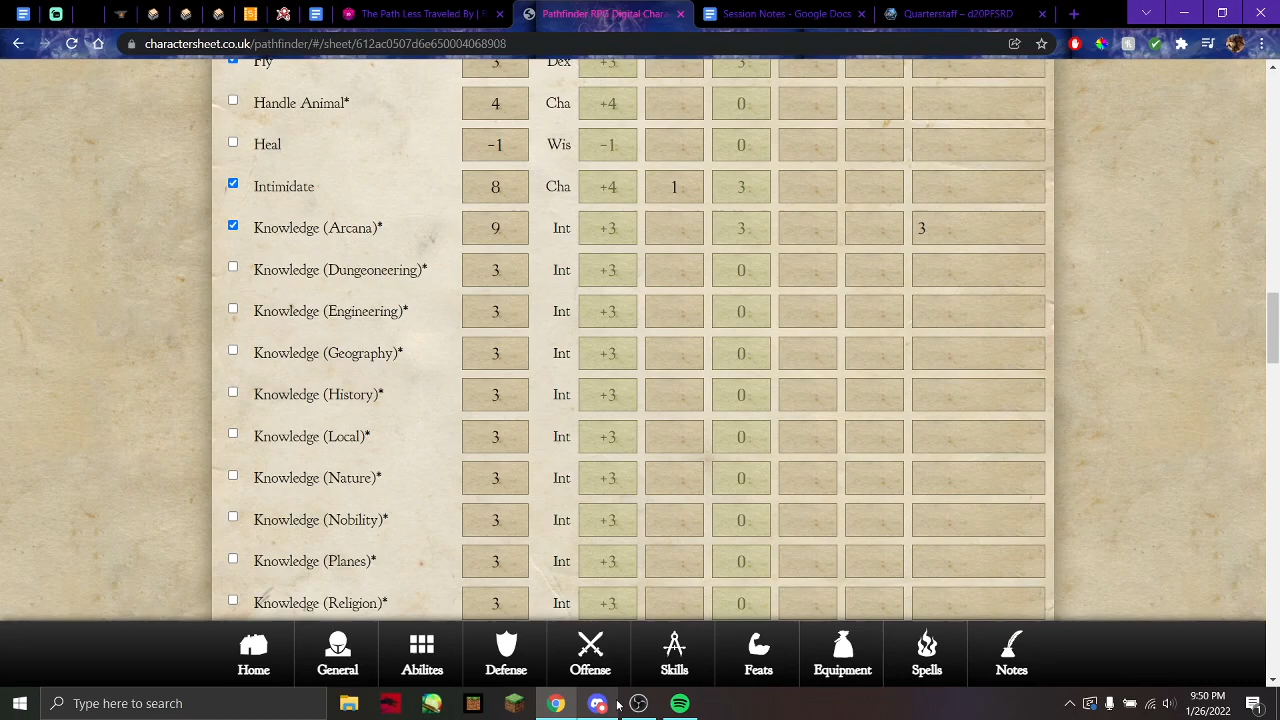 The Path Less Traveled By | F
Pathfinder RPG Digital Chara
Session Notes - Google Docs
Quarterstaff – d20PFSRD
charactersheet.co.uk/pathfinder/#/sheet/612ac0507d6e650004068908
Fly 3 Dex +3 3
Handle Animal* 4 Cha +4 0
Heal -1 Wis -1 0
Intimidate 8 Cha +4 1 3
Knowledge (Arcana)* 9 Int +3 3 3
Knowledge (Dungeoneering)* 3 Int +3 0
Knowledge (Engineering)* 3 Int +3 0
Knowledge (Geography)* 3 Int +3 0
Knowledge (History)* 3 Int +3 0
Knowledge (Local)* 3 Int +3 0
Knowledge (Nature)* 3 Int +3 0
Knowledge (Nobility)* 3 Int +3 0
Knowledge (Planes)* 3 Int +3 0
Knowledge (Religion)* 3 Int +3 0
Home General Abilites Defense Offense Skills Feats Equipment Spells Notes
Type here to search
9:50 PM
1/26/2022